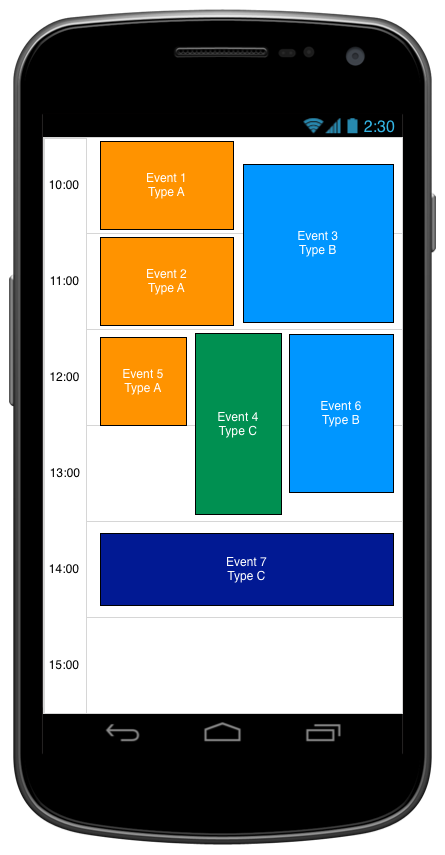 2:30
10:00
Event 1
Type A
Event 3
Type B
11:00
Event 2
Type A
12:00
Event 5
Type A
Event 4
Type C
Event 6
Type B
13:00
14:00
Event 7
Type C
15:00